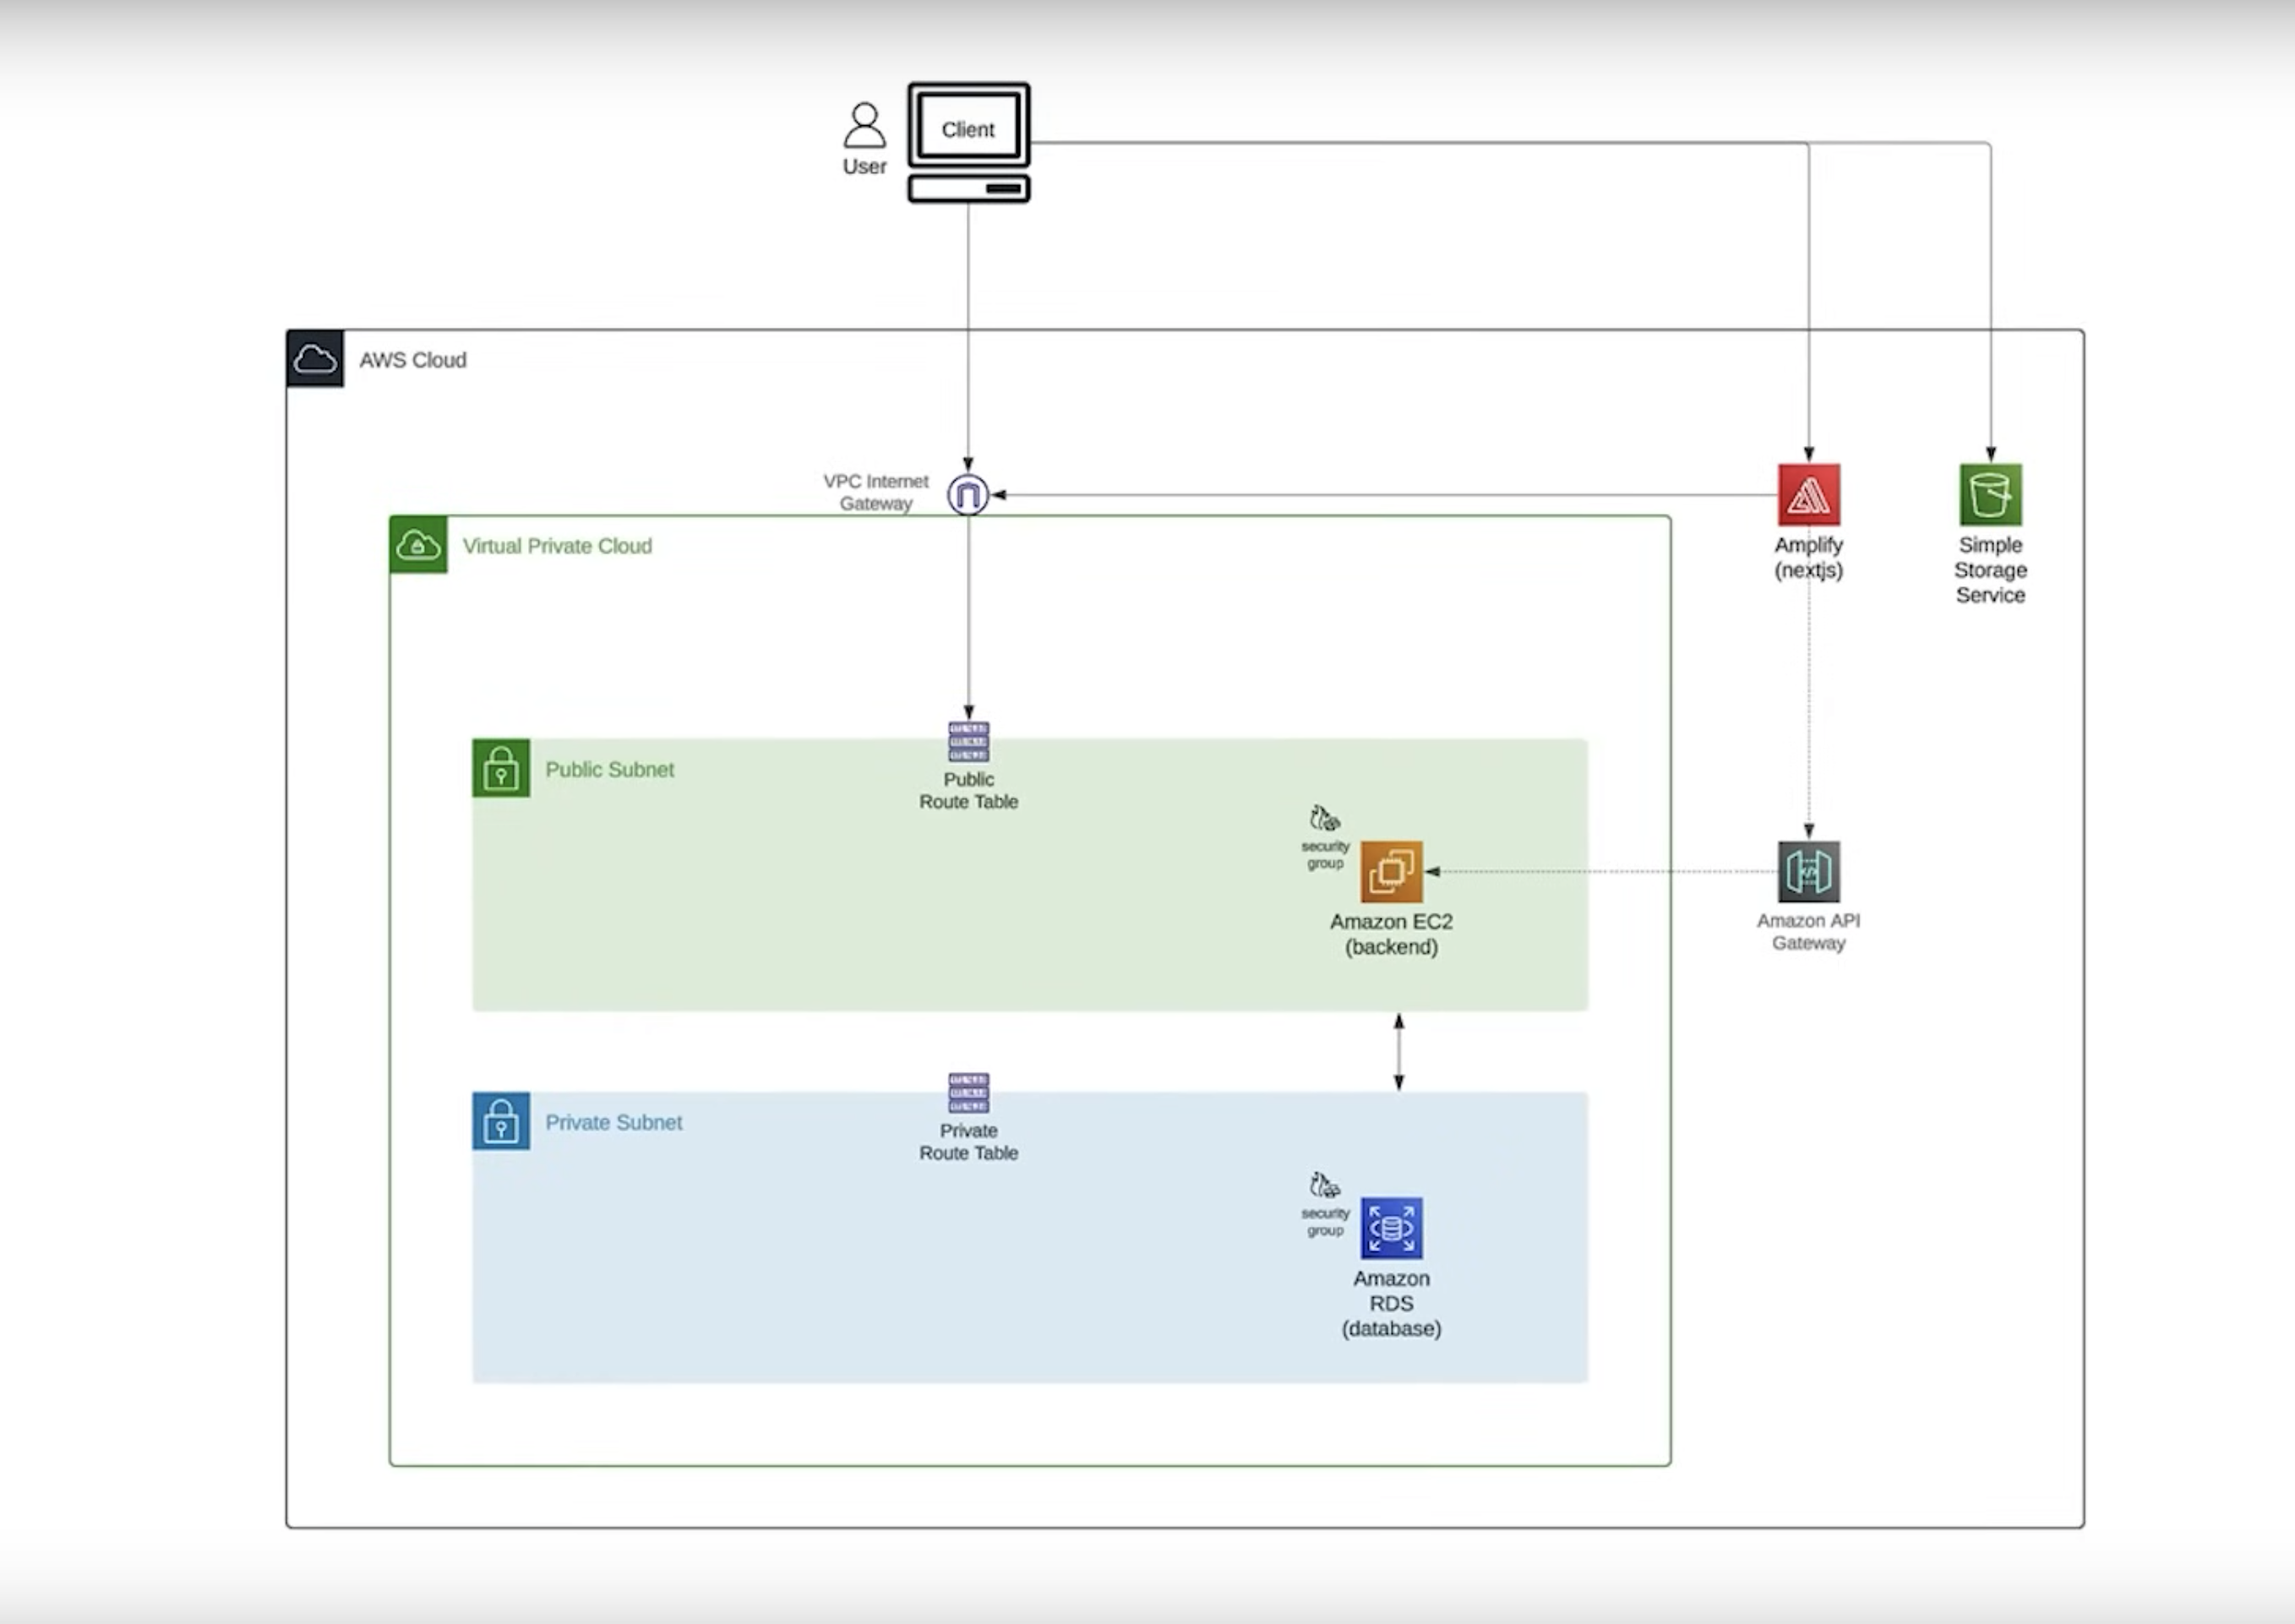 Client
User
AWS Cloud
VPC Internet
Gateway
Virtual Private Cloud
Amplify
(nextjs)
Simple
Storage
Service
Public Subnet
Public
Route Table
security
group
Amazon EC2
(backend)
Amazon API
Gateway
Private Subnet
Private
Route Table
security
group
Amazon
RDS
(database)